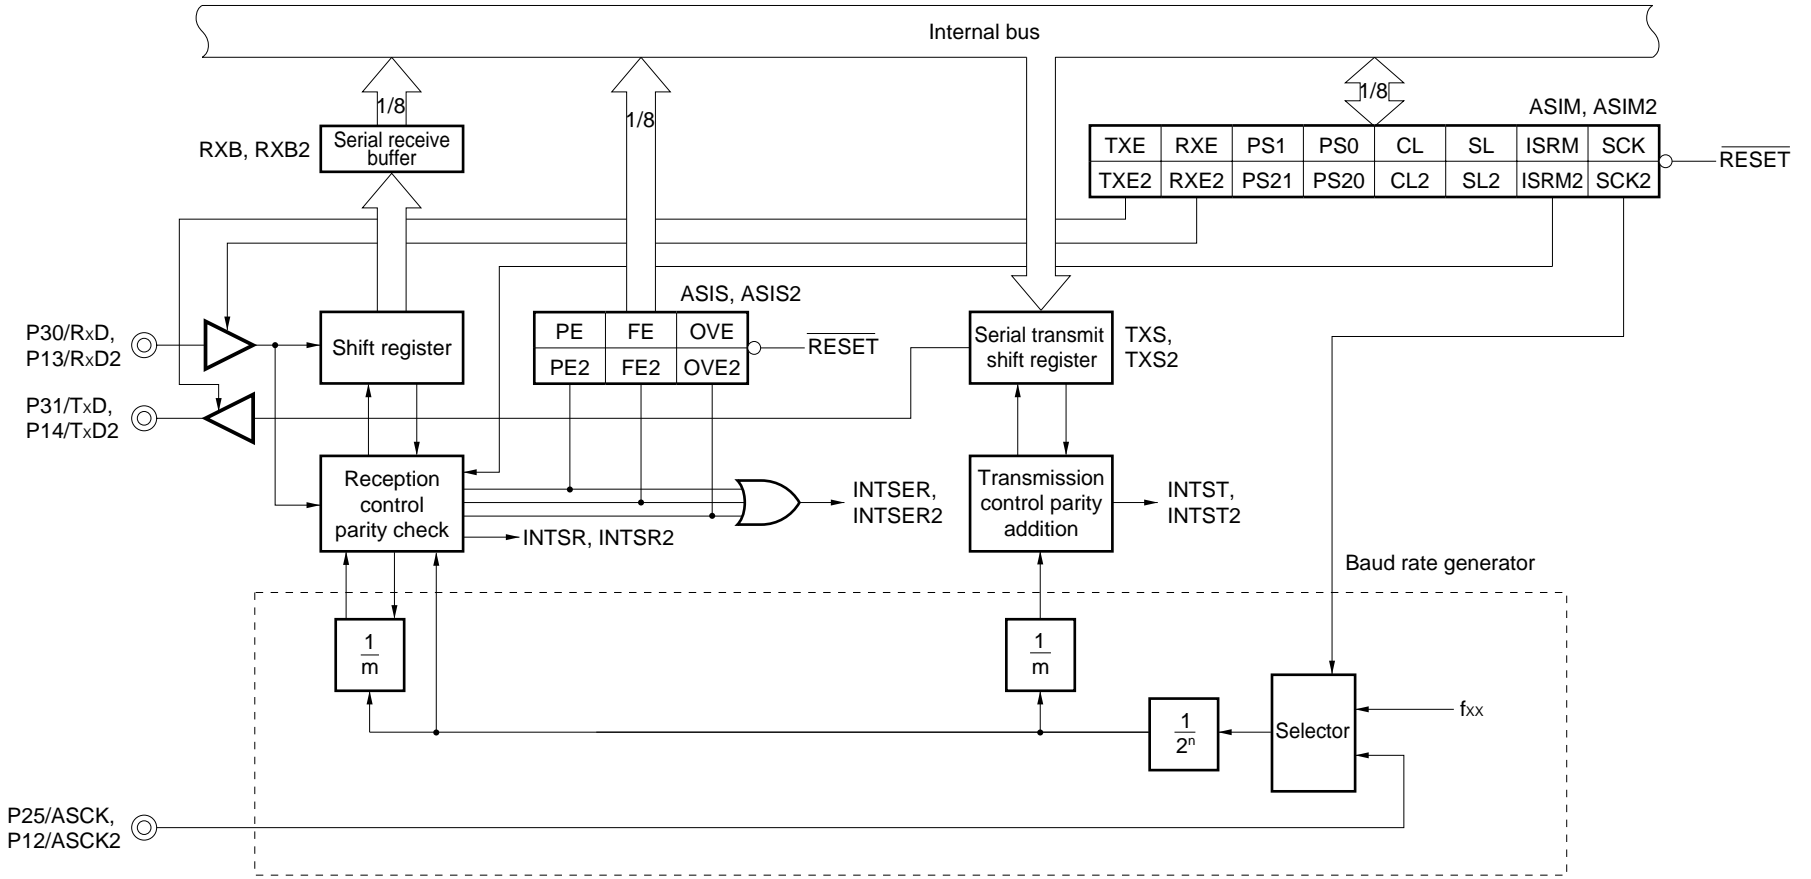 Internal bus
1/8
1/8
1/8
ASIM, ASIM2
RXB, RXB2
Serial receive
buffer
TXE RXE PS1 PS0 CL SL ISRM SCK
TXE2 RXE2 PS21 PS20 CL2 SL2 ISRM2 SCK2
RESET
ASIS, ASIS2
P30/RxD,
P13/RxD2
Shift register
PE FE OVE
PE2 FE2 OVE2
RESET
Serial transmit
shift register
TXS,
TXS2
P31/TxD,
P14/TxD2
Reception
control
parity check
INTSER,
INTSER2
INTSR, INTSR2
Transmission
control parity
addition
INTST,
INTST2
Baud rate generator
1
m
1
m
1
2n
Selector
fXX
P25/ASCK,
P12/ASCK2